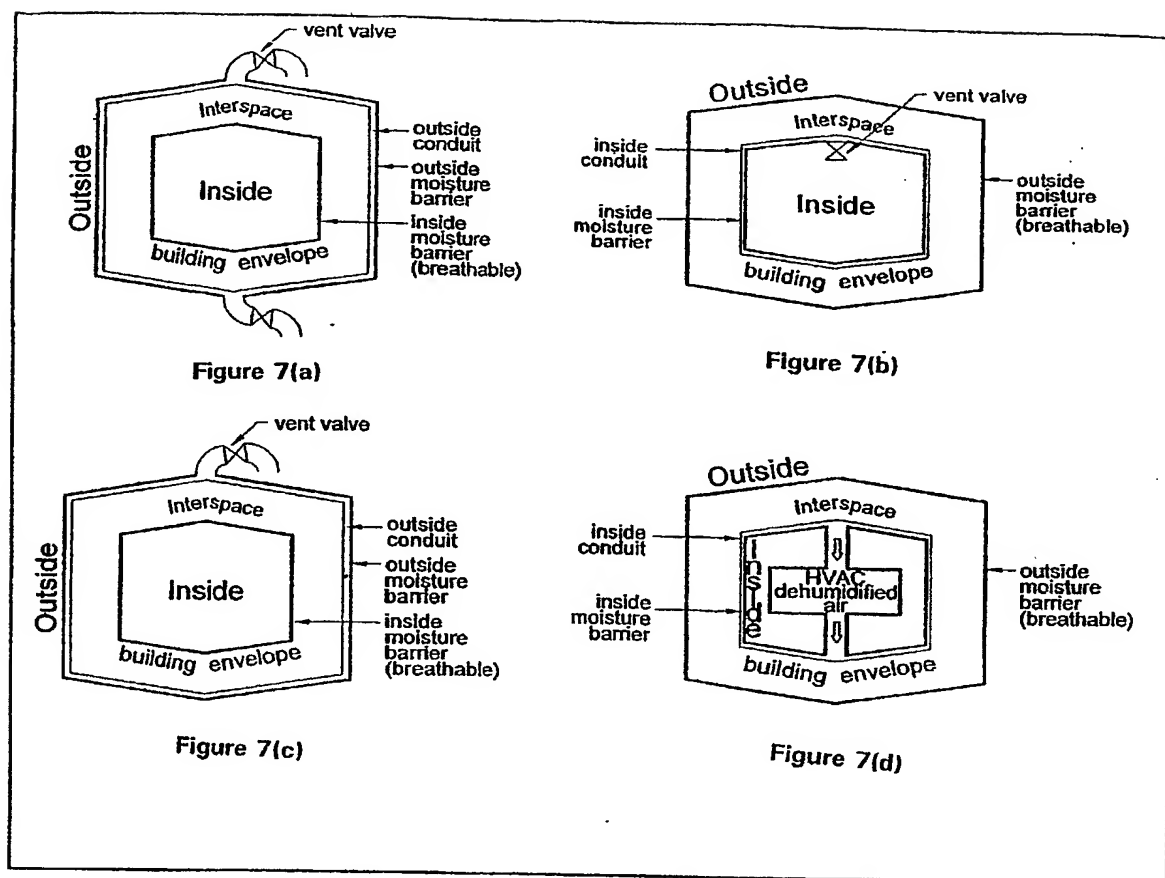 vent valve
Interspace
outside
conduit
outside
moisture
barrier
inside
moisture
barrier
(breathable)
Outside
Inside
building envelope
Figure 7(a)
Outside
vent valve
Interspace
inside
conduit
inside
moisture
barrier
Inside
outside
moisture
barrier
(breathable)
building envelope
Figure 7(b)
vent valve
Interspace
outside
conduit
outside
moisture
barrier
inside
moisture
barrier
(breathable)
Outside
Inside
building envelope
Figure 7(c)
Outside
Interspace
inside
conduit
inside
moisture
barrier
Inside
HVAC
dehumidified
air
outside
moisture
barrier
(breathable)
building envelope
Figure 7(d)